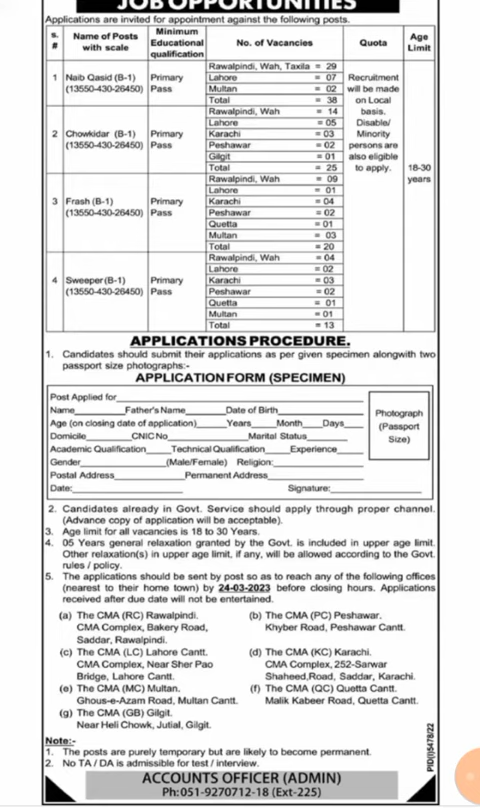 JOB OPPORTUNITIES
Applications are invited for appointment against the following posts.
S. #
Name of Posts with scale
Minimum Educational qualification
No. of Vacancies
Quota
Age Limit
1 Naib Qasid (B-1) (13550-430-26450)
Primary Pass
Rawalpindi, Wah, Taxila = 29
Lahore = 07
Multan = 02
Total = 38
2 Chowkidar (B-1) (13550-430-26450)
Primary Pass
Rawalpindi, Wah = 14
Lahore = 05
Karachi = 03
Peshawar = 02
Gilgit = 01
Total = 25
3 Frash (B-1) (13550-430-26450)
Primary Pass
Rawalpindi, Wah = 09
Lahore = 01
Karachi = 04
Peshawar = 02
Quetta = 01
Multan = 03
Total = 20
4 Sweeper (B-1) (13550-430-26450)
Primary Pass
Rawalpindi, Wah = 04
Lahore = 02
Karachi = 03
Peshawar = 02
Quetta = 01
Multan = 01
Total = 13
Recruitment
will be made
on Local
basis.
Disable/
Minority
persons are
also eligible
to apply.
18-30
years
APPLICATIONS PROCEDURE.
1. Candidates should submit their applications as per given specimen alongwith two
passport size photographs:-
APPLICATION FORM (SPECIMEN)
Post Applied for
Name Father's Name Date of Birth
Age (on closing date of application) Years Month Days
Domicile CNIC No Marital Status
Academic Qualification Technical Qualification Experience
Gender (Male/Female) Religion:
Postal Address Permanent Address
Date: Signature:
Photograph
(Passport
Size)
2. Candidates already in Govt. Service should apply through proper channel.
(Advance copy of application will be acceptable).
3. Age limit for all vacancies is 18 to 30 Years.
4. 05 Years general relaxation granted by the Govt. is included in upper age limit.
Other relaxation(s) in upper age limit, if any, will be allowed according to the Govt.
rules / policy.
5. The applications should be sent by post so as to reach any of the following offices
(nearest to their home town) by 24-03-2023 before closing hours. Applications
received after due date will not be entertained.
(a) The CMA (RC) Rawalpindi.
CMA Complex, Bakery Road,
Saddar, Rawalpindi.
(b) The CMA (PC) Peshawar.
Khyber Road, Peshawar Cantt.
(c) The CMA (LC) Lahore Cantt.
CMA Complex, Near Sher Pao
Bridge, Lahore Cantt.
(d) The CMA (KC) Karachi.
CMA Complex, 252-Sarwar
Shaheed,Road, Saddar, Karachi.
(e) The CMA (MC) Multan.
Ghous-e-Azam Road, Multan Cantt.
(f) The CMA (QC) Quetta Cantt.
Malik Kabeer Road, Quetta Cantt.
(g) The CMA (GB) Gilgit.
Near Heli Chowk, Jutial, Gilgit.
Note:-
1. The posts are purely temporary but are likely to become permanent.
2. No TA / DA is admissible for test / interview.
PID(I)5478/22
ACCOUNTS OFFICER (ADMIN)
Ph:051-9270712-18 (Ext-225)